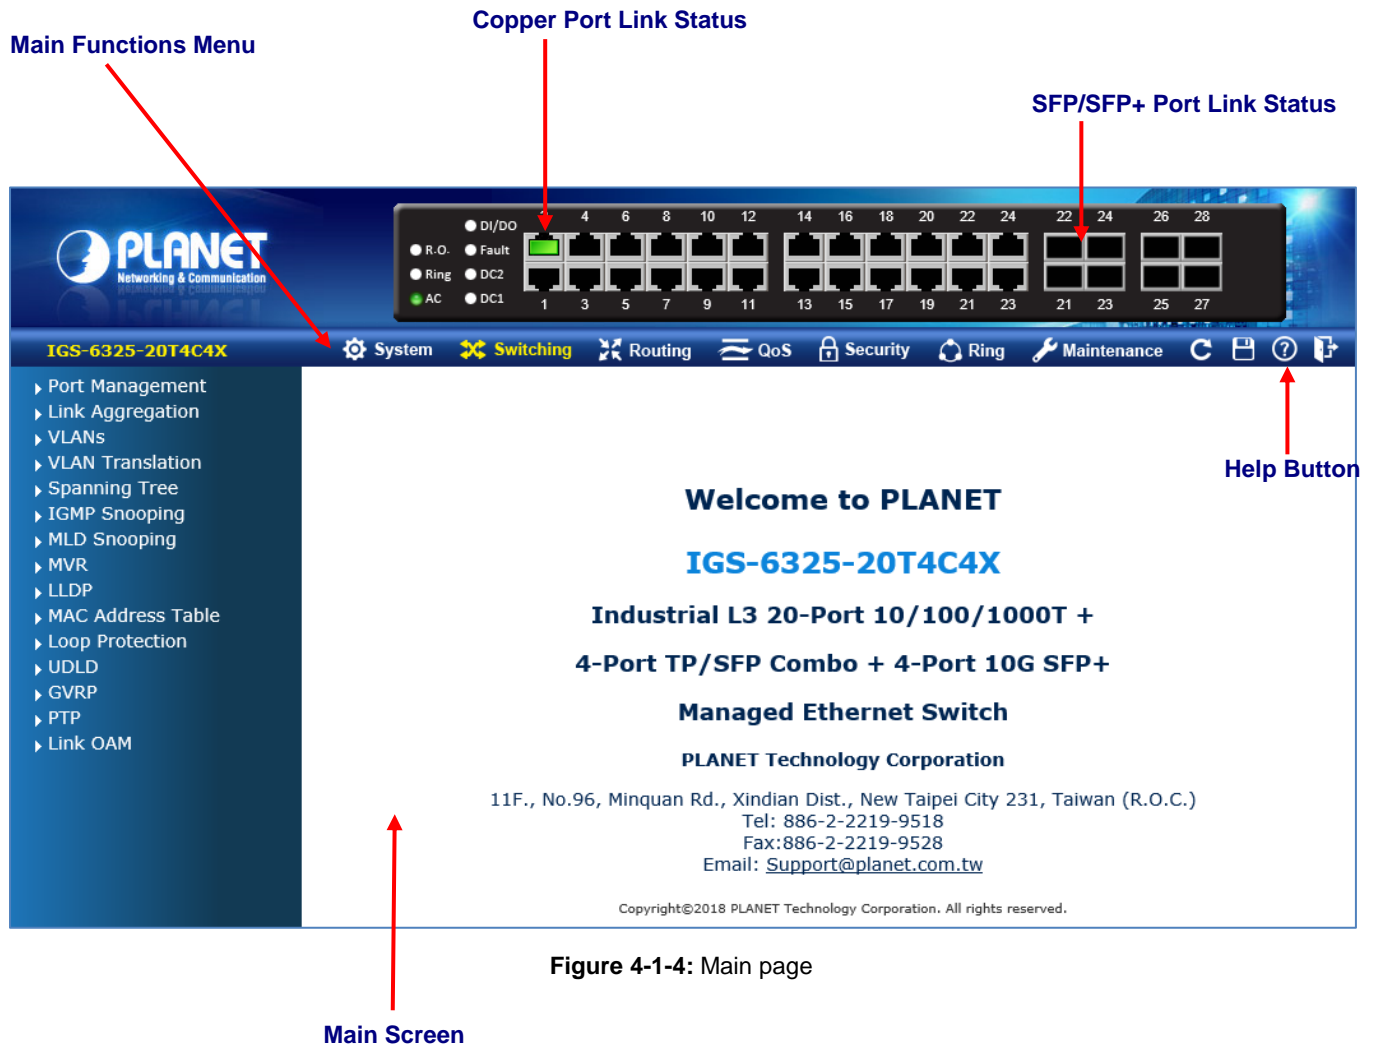 Copper Port Link Status
Main Functions Menu
SFP/SFP+ Port Link Status
PLANET
Networking & Communication
DI/DO
R.O. Fault
Ring DC2
AC DC1
4 6 8 10 12 14 16 18 20 22 24 22 24 26 28
1 3 5 7 9 11 13 15 17 19 21 23 21 23 25 27
IGS-6325-20T4C4X
System Switching Routing QoS Security Ring Maintenance
Port Management
Link Aggregation
VLANs
VLAN Translation
Spanning Tree
IGMP Snooping
MLD Snooping
MVR
LLDP
MAC Address Table
Loop Protection
UDLD
GVRP
PTP
Link OAM
Help Button
Welcome to PLANET
IGS-6325-20T4C4X
Industrial L3 20-Port 10/100/1000T +
4-Port TP/SFP Combo + 4-Port 10G SFP+
Managed Ethernet Switch
PLANET Technology Corporation
11F., No.96, Minquan Rd., Xindian Dist., New Taipei City 231, Taiwan (R.O.C.)
Tel: 886-2-2219-9518
Fax:886-2-2219-9528
Email: Support@planet.com.tw
Copyright©2018 PLANET Technology Corporation. All rights reserved.
Figure 4-1-4: Main page
Main Screen